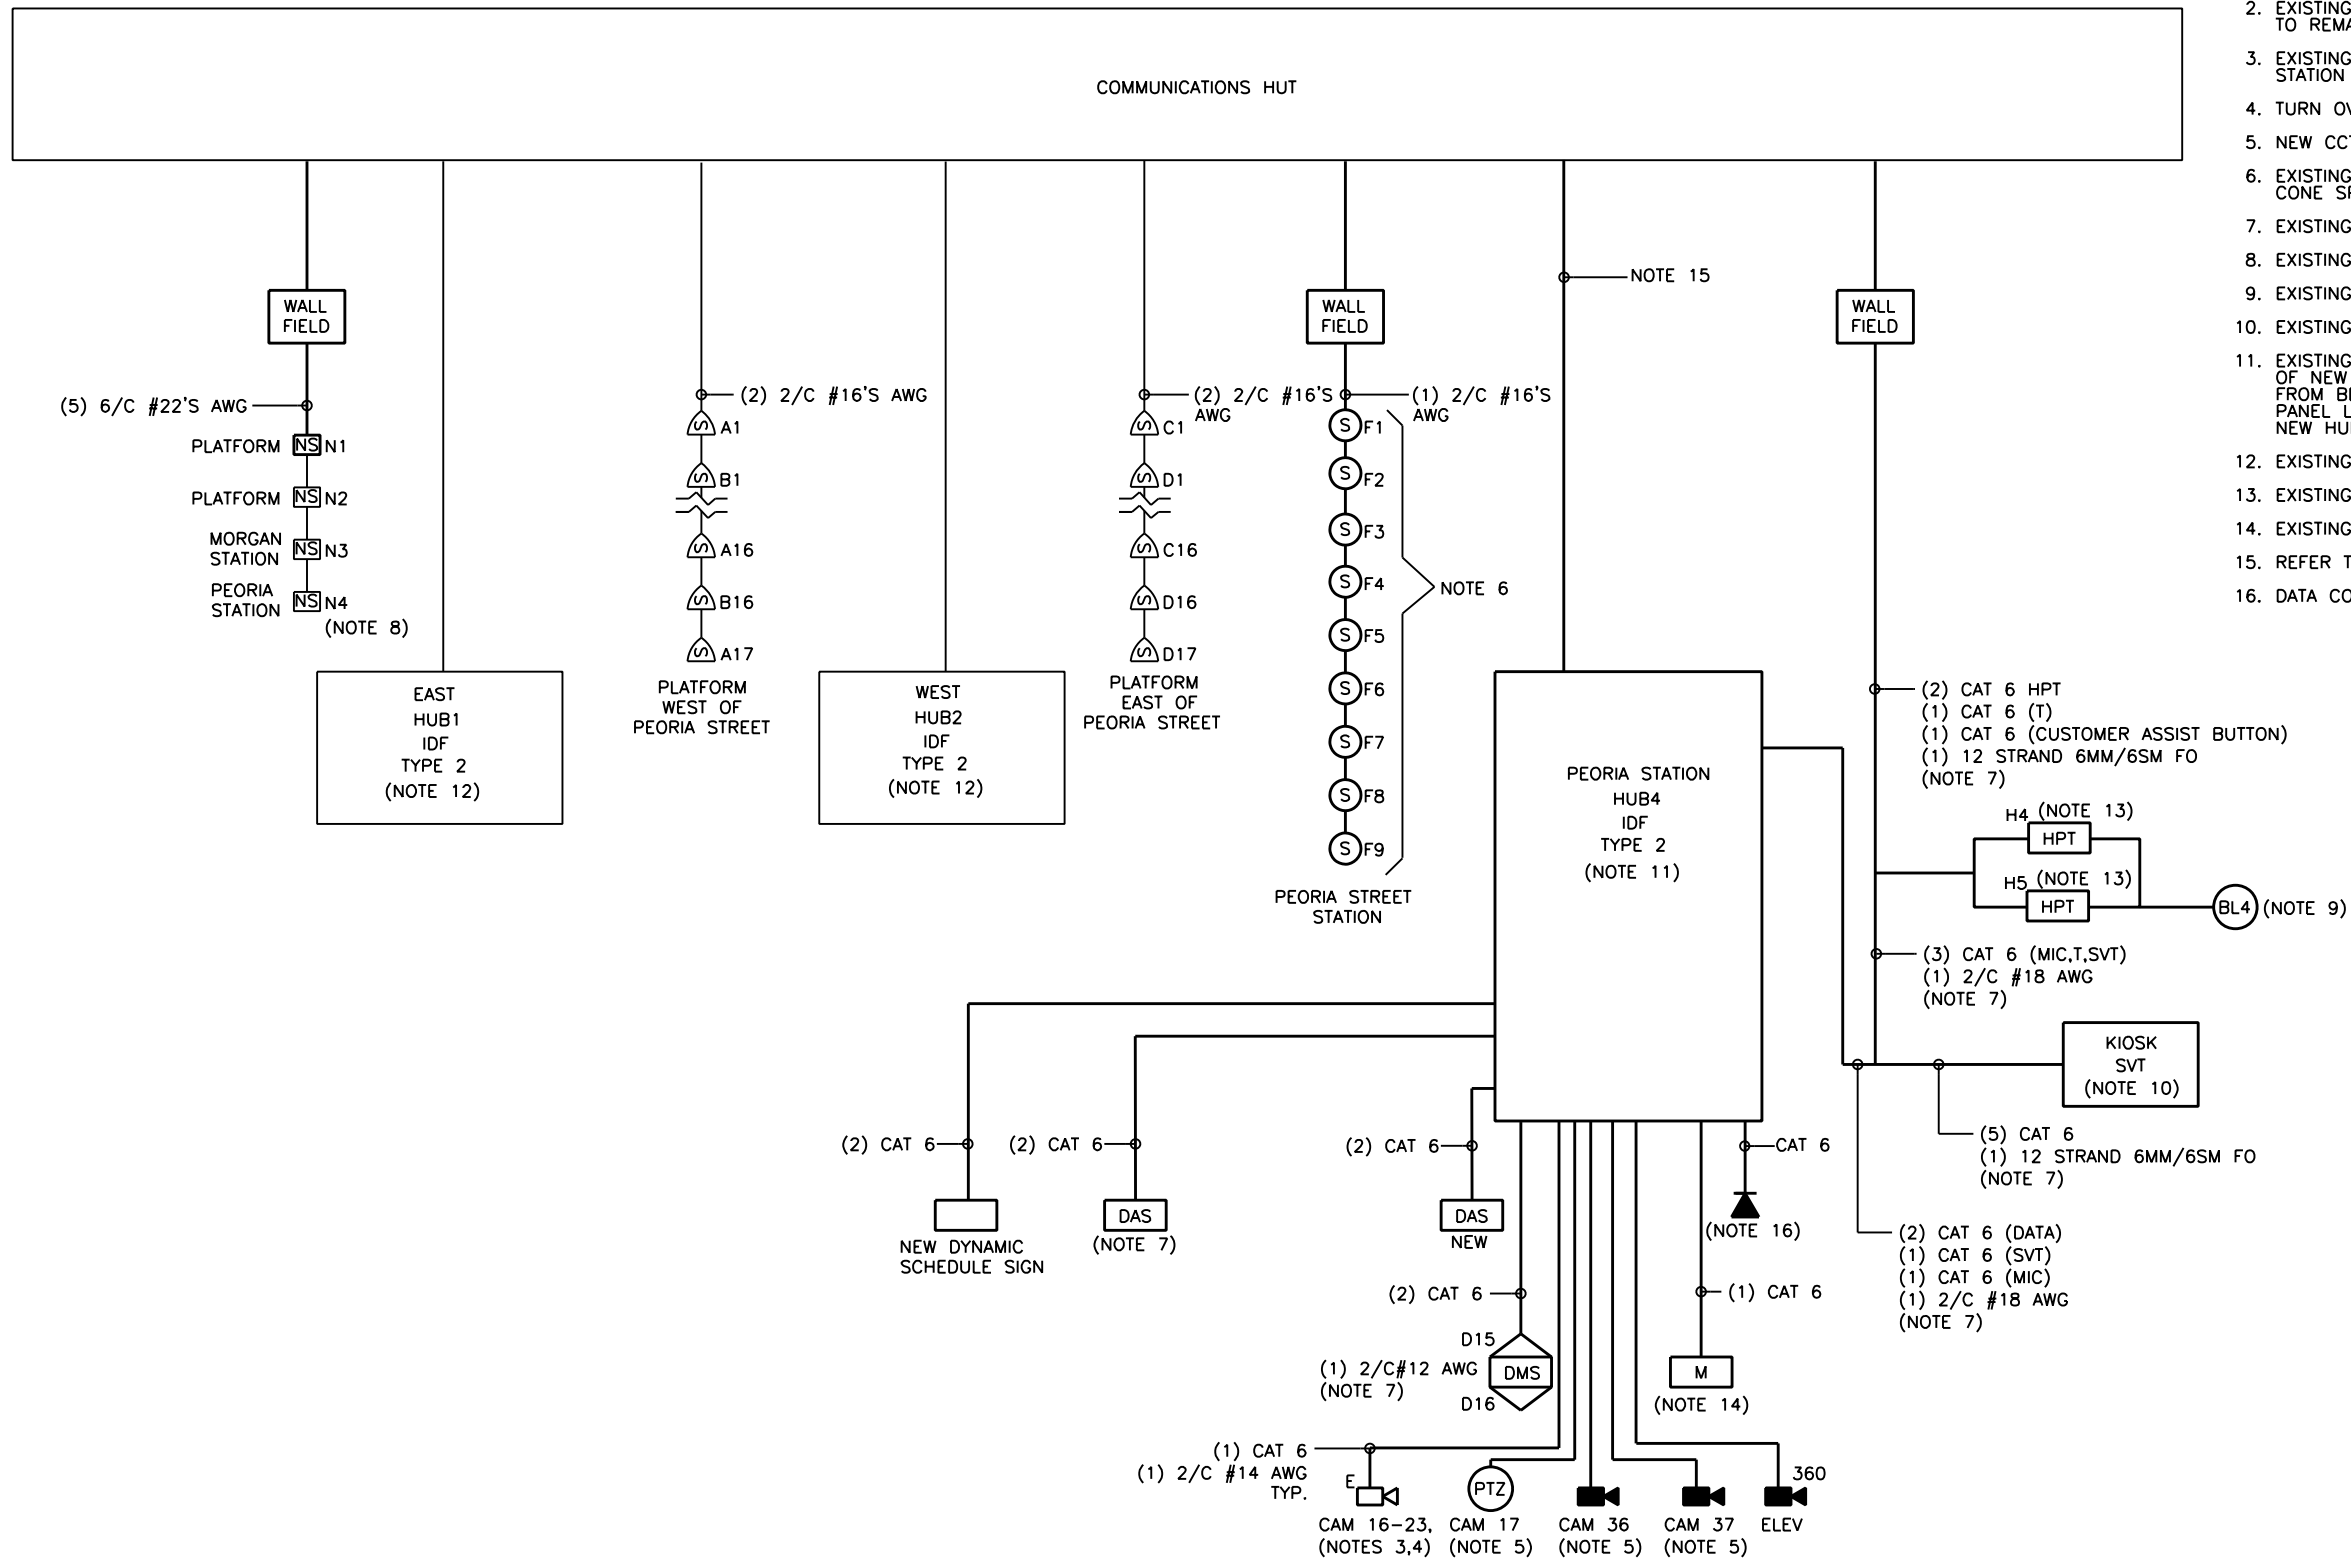 COMMUNICATIONS HUT
2. EXISTING
TO REMA
3. EXISTING
STATION
4. TURN OV
5. NEW CCT
6. EXISTING
CONE SP
7. EXISTING
8. EXISTING
9. EXISTING
10. EXISTING
11. EXISTING
OF NEW
FROM
PANEL L
NEW
12. EXISTING
13. EXISTING
14. EXISTING
15. REFER T
16. DATA CO
WALL
FIELD
(5) 6/C #22'S AWG
PLATFORM NS N1
PLATFORM NS N2
MORGAN
STATION NS N3
PEORIA
STATION NS N4
(NOTE 8)
EAST
HUB1
IDF
TYPE 2
(NOTE 12)
(2) 2/C #16'S AWG
S A1
S B1
S A16
S B16
S A17
PLATFORM
WEST OF
PEORIA STREET
WEST
HUB2
IDF
TYPE 2
(NOTE 12)
(2) 2/C #16'S
AWG
S C1
S D1
S C16
S D16
S D17
PLATFORM
EAST OF
PEORIA STREET
WALL
FIELD
(1) 2/C #16'S
AWG
S F1
S F2
S F3
S F4
S F5
S F6
S F7
S F8
S F9
NOTE 6
PEORIA STREET
STATION
NOTE 15
PEORIA STATION
HUB4
IDF
TYPE 2
(NOTE 11)
WALL
FIELD
(2) CAT 6 HPT
(1) CAT 6 (T)
(1) CAT 6 (CUSTOMER ASSIST BUTTON)
(1) 12 STRAND 6MM/6SM FO
(NOTE 7)
H4 (NOTE 13)
HPT
H5 (NOTE 13)
HPT
BL4 (NOTE 9)
(3) CAT 6 (MIC,T,SVT)
(1) 2/C #18 AWG
(NOTE 7)
KIOSK
SVT
(NOTE 10)
(5) CAT 6
(1) 12 STRAND 6MM/6SM FO
(NOTE 7)
(2) CAT 6 (DATA)
(1) CAT 6 (SVT)
(1) CAT 6 (MIC)
(1) 2/C #18 AWG
(NOTE 7)
(2) CAT 6
NEW DYNAMIC
SCHEDULE SIGN
(2) CAT 6
DAS
(NOTE 7)
(2) CAT 6
DAS
NEW
CAT 6
(NOTE 16)
(2) CAT 6
D15
(1) 2/C#12 AWG
(NOTE 7)
DMS
D16
(1) CAT 6
M
(NOTE 14)
(1) CAT 6
(1) 2/C #14 AWG
TYP.
E
CAM 16-23,
(NOTES 3,4)
PTZ
CAM 17
(NOTE 5)
CAM 36
(NOTE 5)
CAM 37
(NOTE 5)
360
ELEV